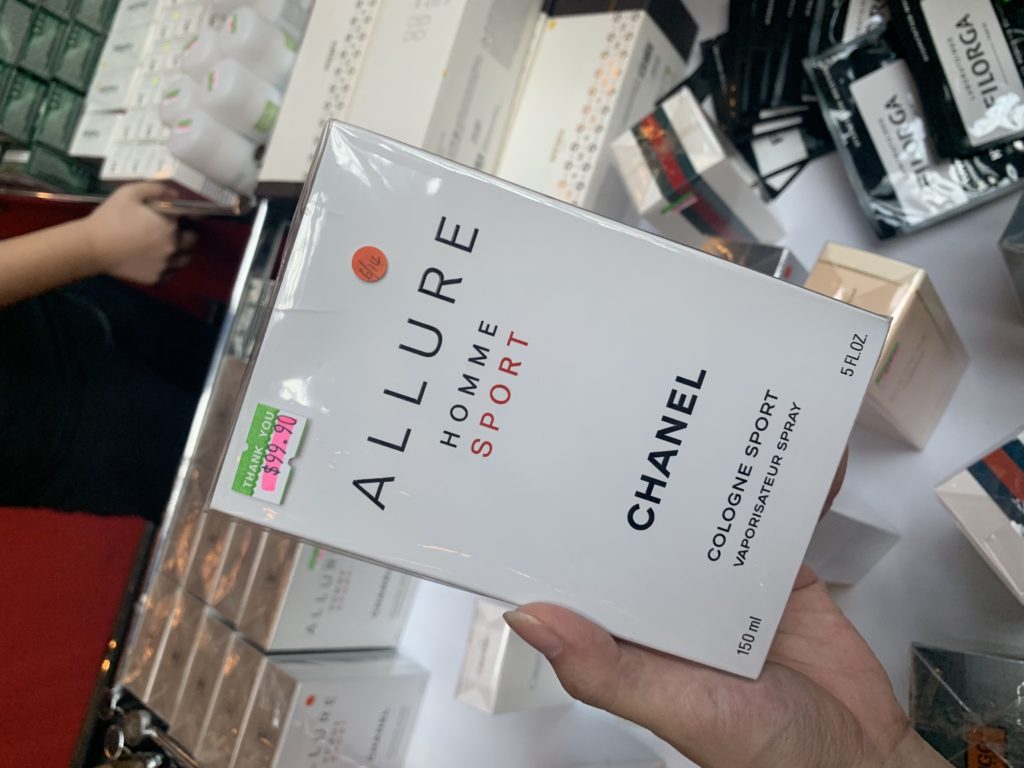 ALLURE
HOMME
SPORT
CHANEL
COLOGNE SPORT
VAPORISATEUR SPRAY
150 ml
5 FL.OZ.
THANK YOU
$99.90
FILORGA
FILORGA
ALLURE